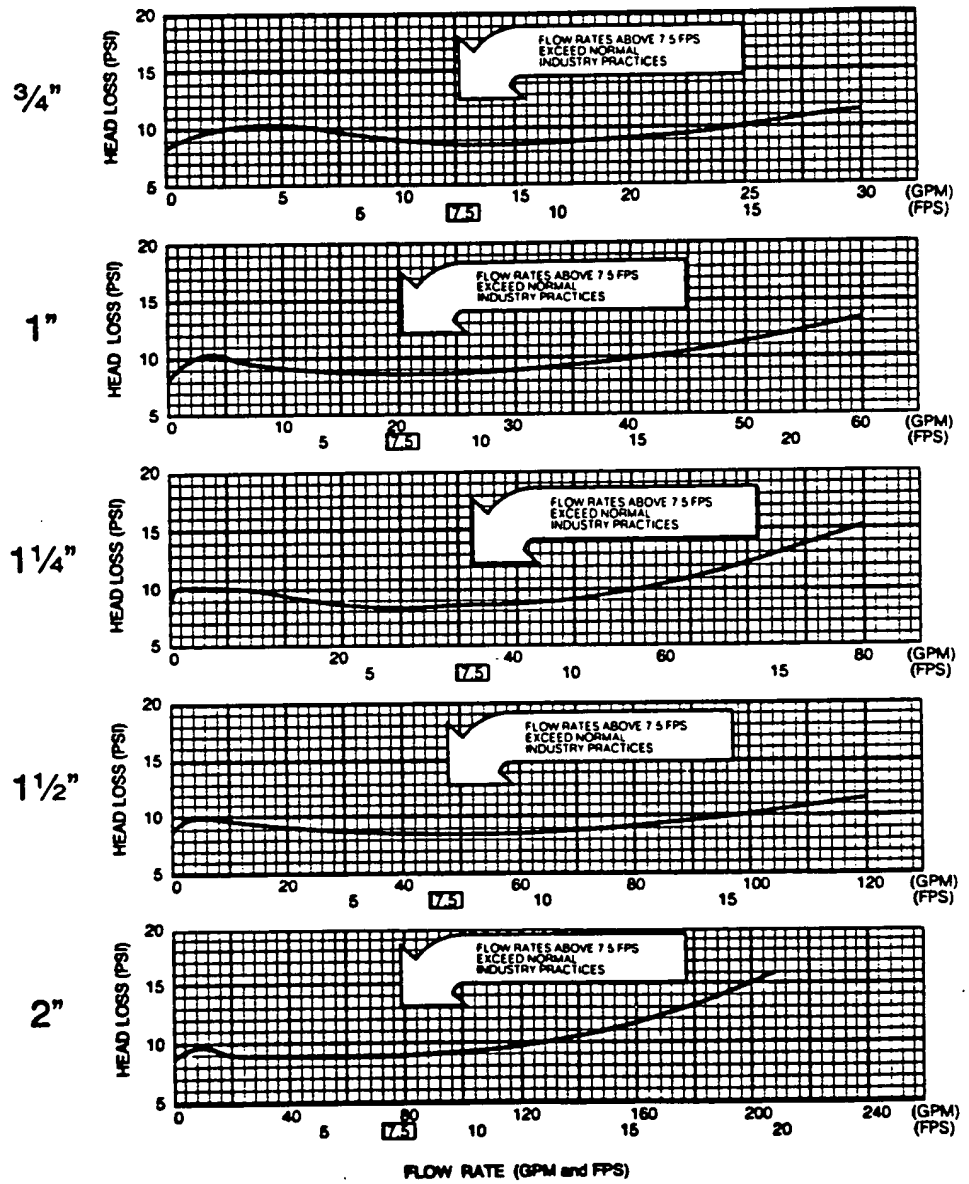 3/4"
HEAD LOSS (PSI)
20
15
10
5
FLOW RATES ABOVE 7 5 FPS
EXCEED NORMAL
INDUSTRY PRACTICES
0 5 10 15 20 25 30 (GPM)
5 7.5 10 15 (FPS)
1"
HEAD LOSS (PSI)
20
15
10
5
FLOW RATES ABOVE 7 5 FPS
EXCEED NORMAL
INDUSTRY PRACTICES
0 10 20 30 40 50 60 (GPM)
5 7.5 10 15 20 (FPS)
1 1/4"
HEAD LOSS (PSI)
20
15
10
5
FLOW RATES ABOVE 7 5 FPS
EXCEED NORMAL
INDUSTRY PRACTICES
0 20 40 60 80 (GPM)
5 7.5 10 15 (FPS)
1 1/2"
HEAD LOSS (PSI)
20
15
10
5
FLOW RATES ABOVE 7 5 FPS
EXCEED NORMAL
INDUSTRY PRACTICES
0 20 40 60 80 100 120 (GPM)
5 7.5 10 15 (FPS)
2"
HEAD LOSS (PSI)
20
15
10
5
FLOW RATES ABOVE 7 5 FPS
EXCEED NORMAL
INDUSTRY PRACTICES
0 40 80 120 160 200 240 (GPM)
5 7.5 10 15 20 (FPS)
FLOW RATE (GPM and FPS)